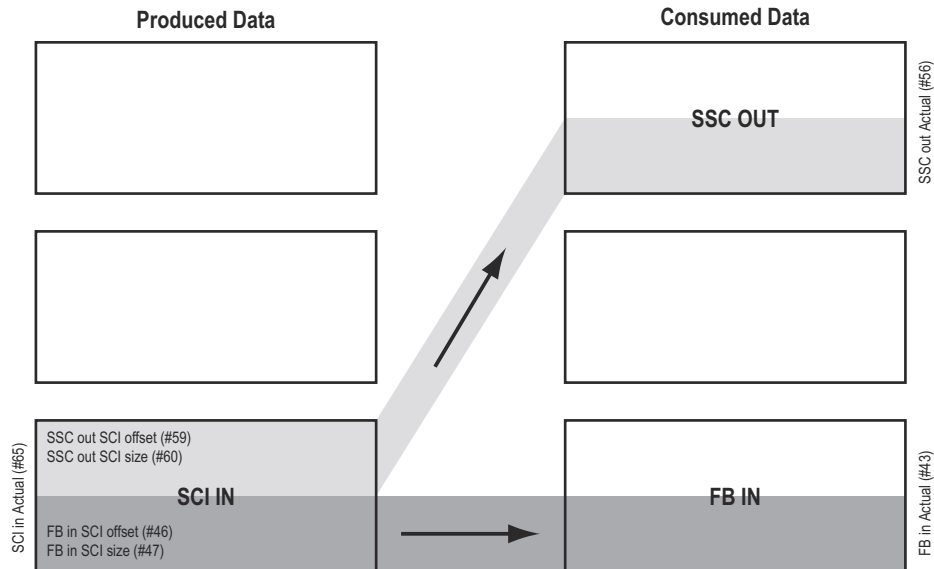 Produced Data
Consumed Data
SSC OUT
SSC out Actual (#56)
SSC out SCI offset (#59)
SSC out SCI size (#60)
SCI in Actual (#65)
SCI IN
FB IN
FB in SCI offset (#46)
FB in SCI size (#47)
FB in Actual (#43)